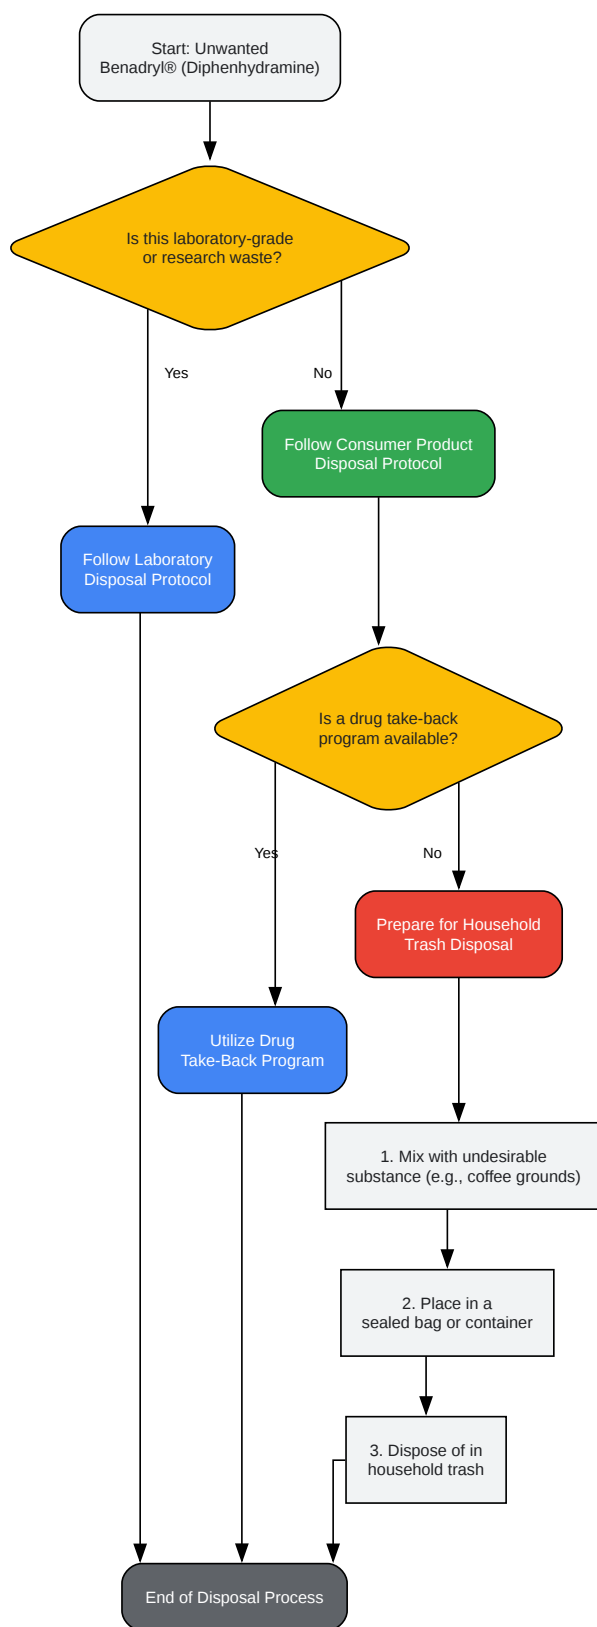 Start: Unwanted
Benadryl® (Diphenhydramine)
Is this laboratory-grade
or research waste?
Yes
No
Follow Consumer Product
Disposal Protocol
Follow Laboratory
Disposal Protocol
Is a drug take-back
program available?
Yes
No
Prepare for Household
Trash Disposal
Utilize Drug
Take-Back Program
1. Mix with undesirable
substance (e.g., coffee grounds)
2. Place in a
sealed bag or container
3. Dispose of in
household trash
End of Disposal Process